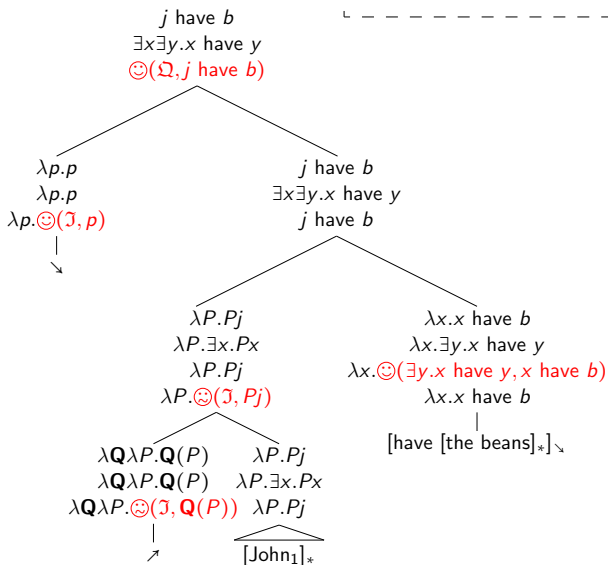 j have b
∃x∃y.x have y
☺(𝔔, j have b)
λp.p
λp.p
λp.☺(ℑ, p)
↘
j have b
∃x∃y.x have y
j have b
λP.Pj
λP.∃x.Px
λP.Pj
λP.☹(ℑ, Pj)
λx.x have b
λx.∃y.x have y
λx.☺(∃y.x have y, x have b)
λx.x have b
[have [the beans]*]↘
λQλP.Q(P)
λQλP.Q(P)
λQλP.☹(ℑ, Q(P))
↗
λP.Pj
λP.∃x.Px
λP.Pj
[John₁]*